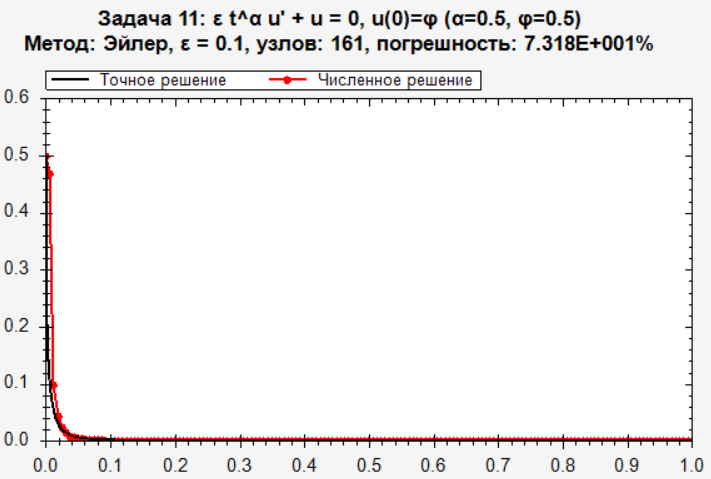 Задача 11: ε t^α u' + u = 0, u(0)=φ (α=0.5, φ=0.5)
Метод: Эйлер, ε = 0.1, узлов: 161, погрешность: 7.318E+001%
Точное решение
Численное решение
0.6
0.5
0.4
0.3
0.2
0.1
0.0
0.0 0.1 0.2 0.3 0.4 0.5 0.6 0.7 0.8 0.9 1.0